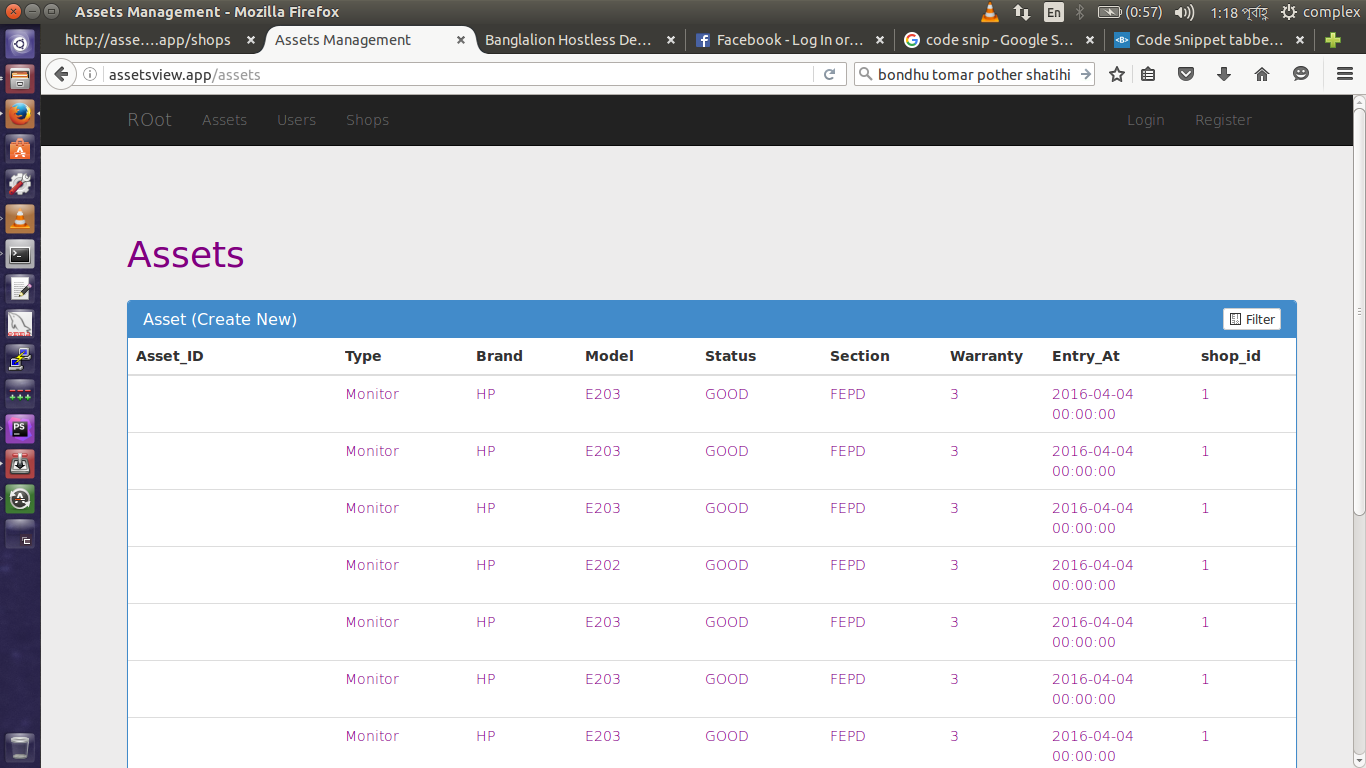 Assets Management - Mozilla Firefox
En
(0:57)
1:18 পূর্বাহ্ণ
complex
http://asse....app/shops
Assets Management
Banglalion Hostless De...
Facebook - Log In or...
code snip - Google S...
Code Snippet tabbe...
assetsview.app/assets
bondhu tomar pother shatihi
ROot Assets Users Shops Login Register
Assets
Asset (Create New) Filter
Asset_ID Type Brand Model Status Section Warranty Entry_At shop_id
Monitor HP E203 GOOD FEPD 3 2016-04-04 1
00:00:00
Monitor HP E203 GOOD FEPD 3 2016-04-04 1
00:00:00
Monitor HP E203 GOOD FEPD 3 2016-04-04 1
00:00:00
Monitor HP E202 GOOD FEPD 3 2016-04-04 1
00:00:00
Monitor HP E203 GOOD FEPD 3 2016-04-04 1
00:00:00
Monitor HP E203 GOOD FEPD 3 2016-04-04 1
00:00:00
Monitor HP E203 GOOD FEPD 3 2016-04-04 1
00:00:00
PS